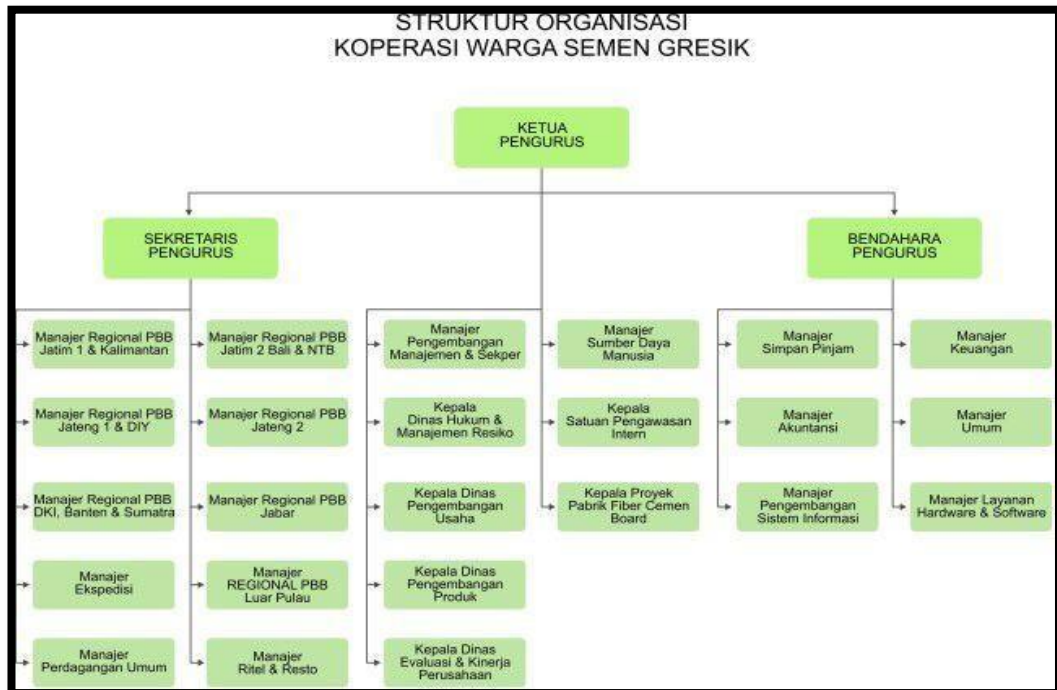 STRUKTUR ORGANISASI
KOPERASI WARGA SEMEN GRESIK
KETUA
PENGURUS
SEKRETARIS
PENGURUS
BENDAHARA
PENGURUS
Manajer Regional PBB
Jatim 1 & Kalimantan
Manajer Regional PBB
Jatim 2 Bali & NTB
Manajer
Pengembangan
Manajemen & Sekper
Manajer
Sumber Daya
Manusia
Manajer
Simpan Pinjam
Manajer
Keuangan
Manajer Regional PBB
Jateng 1 & DIY
Manajer Regional PBB
Jateng 2
Kepala
Dinas Hukum &
Manajemen Resiko
Kepala
Satuan Pengawasan
Intern
Manajer
Akuntansi
Manajer
Umum
Manajer Regional PBB
DKI, Banten & Sumatra
Manajer Regional PBB
Jabar
Kepala Dinas
Pengembangan
Usaha
Kepala Proyek
Pabrik Fiber Cemen
Board
Manajer
Pengembangan
Sistem Informasi
Manajer Layanan
Hardware & Software
Manajer
Ekspedisi
Manajer
REGIONAL PBB
Luar Pulau
Kepala Dinas
Pengembangan
Produk
Manajer
Perdagangan Umum
Manajer
Ritel & Resto
Kepala Dinas
Evaluasi & Kinerja
Perusahaan